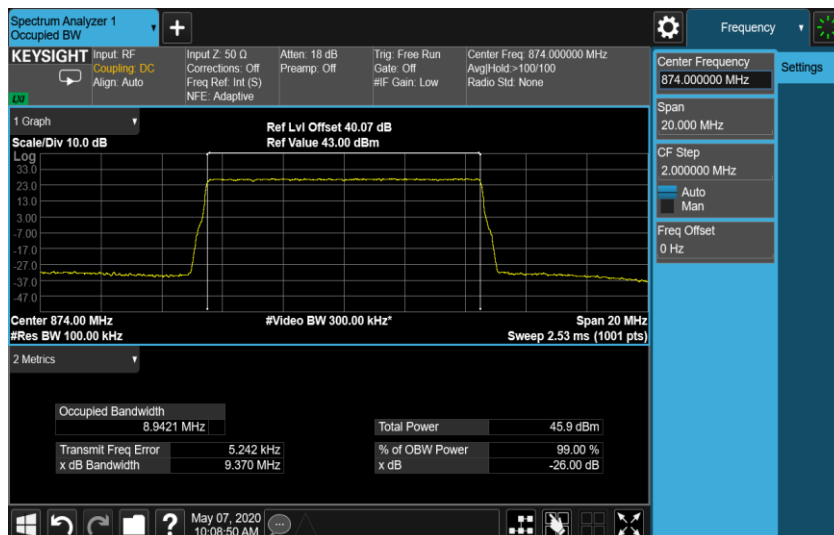 Spectrum Analyzer 1
Occupied BW
Frequency
KEYSIGHT
LXI
Input: RF
Coupling: DC
Align: Auto
Input Z: 50 Ω
Corrections: Off
Freq Ref: Int (S)
NFE: Adaptive
Atten: 18 dB
Preamp: Off
Trig: Free Run
Gate: Off
#IF Gain: Low
Center Freq: 874.000000 MHz
Avg|Hold:>100/100
Radio Std: None
Center Frequency
874.000000 MHz
Settings
Span
20.000 MHz
CF Step
2.000000 MHz
Auto
Man
Freq Offset
0 Hz
1 Graph
Scale/Div 10.0 dB
Ref Lvl Offset 40.07 dB
Ref Value 43.00 dBm
Log
33.0
23.0
13.0
3.00
-7.00
-17.0
-27.0
-37.0
-47.0
Center 874.00 MHz
#Res BW 100.00 kHz
#Video BW 300.00 kHz*
Span 20 MHz
Sweep 2.53 ms (1001 pts)
2 Metrics
Occupied Bandwidth
8.9421 MHz
Total Power 45.9 dBm
Transmit Freq Error 5.242 kHz
% of OBW Power 99.00 %
x dB Bandwidth 9.370 MHz
x dB -26.00 dB
?
May 07, 2020
10:08:50 AM